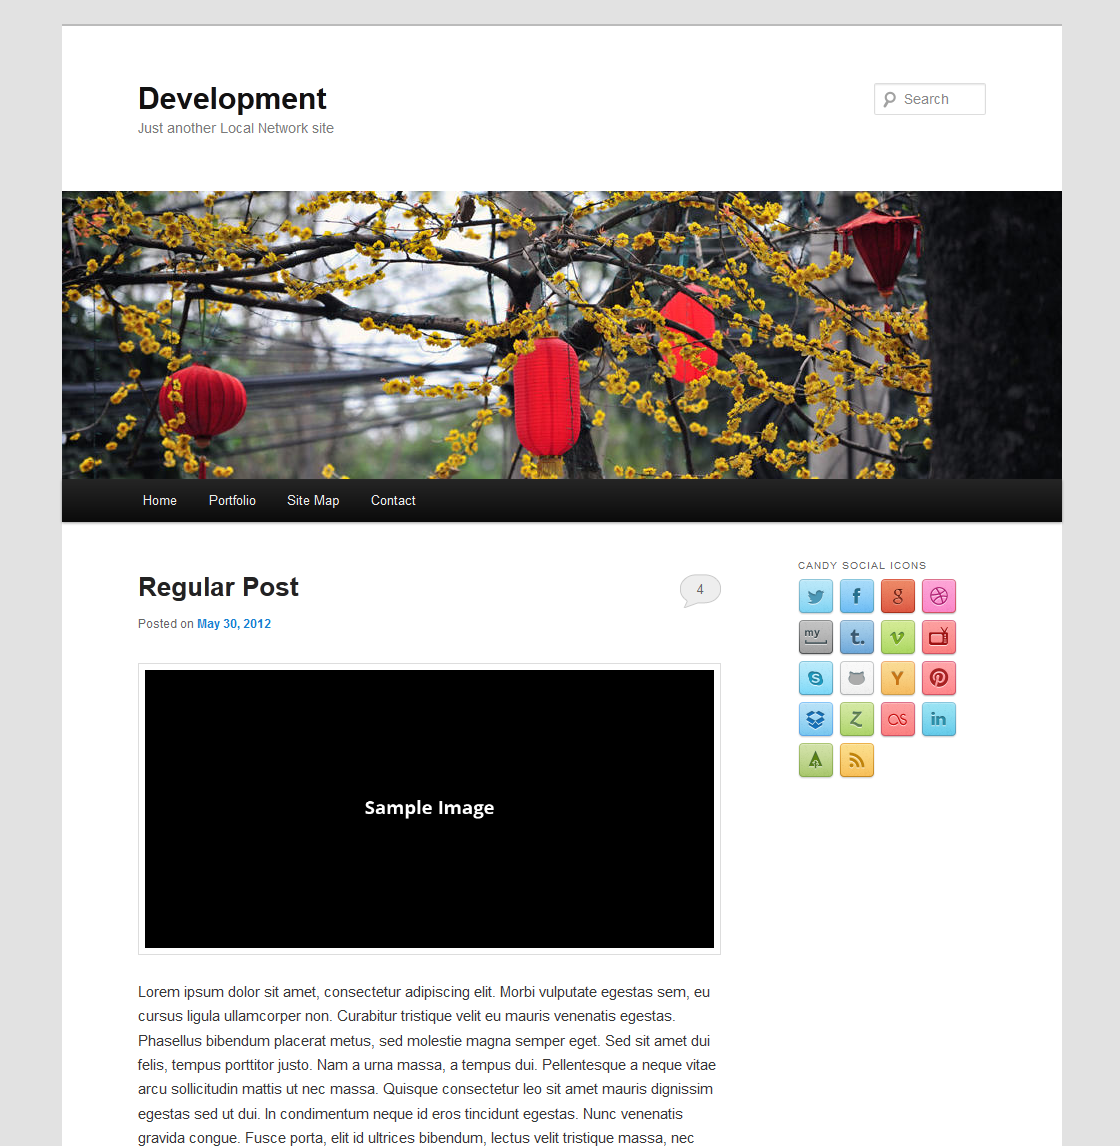 Development
Just another Local Network site
Search
Home Portfolio Site Map Contact
Regular Post
4
Posted on May 30, 2012
Sample Image
Lorem ipsum dolor sit amet, consectetur adipiscing elit. Morbi vulputate egestas sem, eu
cursus ligula ullamcorper non. Curabitur tristique velit eu mauris venenatis egestas.
Phasellus bibendum placerat metus, sed molestie magna semper eget. Sed sit amet dui
felis, tempus porttitor justo. Nam a urna massa, a tempus dui. Pellentesque a neque vitae
arcu sollicitudin mattis ut nec massa. Quisque consectetur leo sit amet mauris dignissim
egestas sed ut dui. In condimentum neque id eros tincidunt egestas. Nunc venenatis
gravida congue. Fusce porta, elit id ultrices bibendum, lectus velit tristique massa, nec
CANDY SOCIAL ICONS
f g
my t. v
S Y
Z in